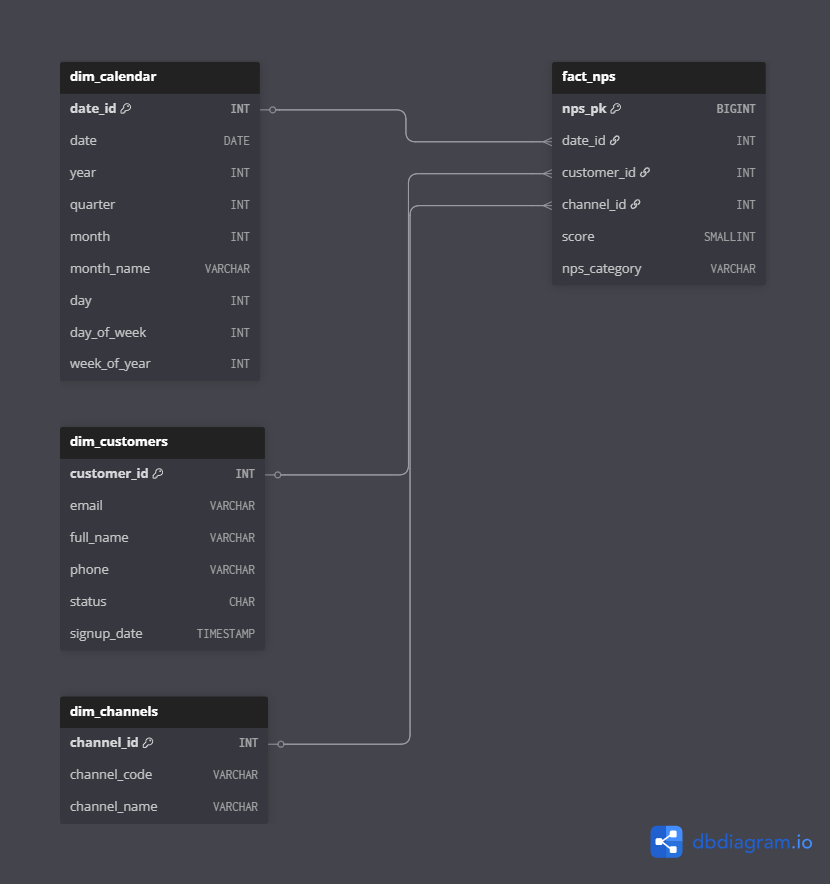 dim_calendar
date_id INT
date DATE
year INT
quarter INT
month INT
month_name VARCHAR
day INT
day_of_week INT
week_of_year INT
dim_customers
customer_id INT
email VARCHAR
full_name VARCHAR
phone VARCHAR
status CHAR
signup_date TIMESTAMP
dim_channels
channel_id INT
channel_code VARCHAR
channel_name VARCHAR
fact_nps
nps_pk BIGINT
date_id INT
customer_id INT
channel_id INT
score SMALLINT
nps_category VARCHAR
dbdiagram.io